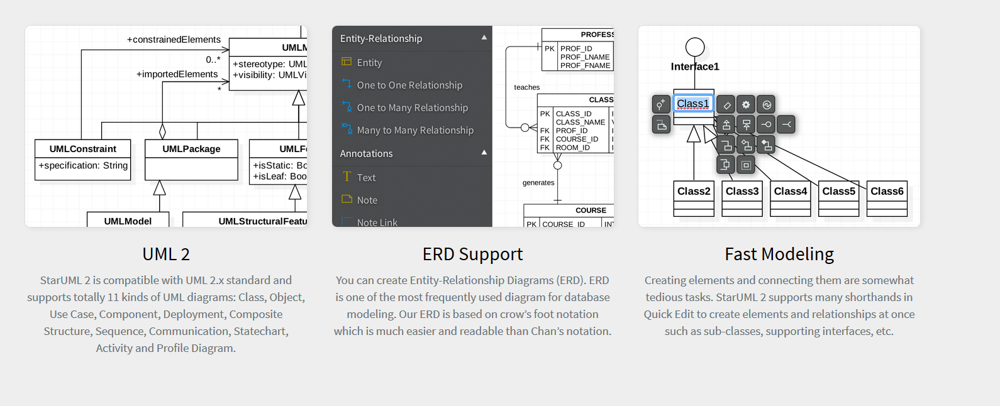 +constrainedElements
0..*
+importedElements
*
UMLM
+stereotype: UML
+visibility: UMLVi
UMLConstraint
+specification: String
UMLPackage
UMLFe
+isStatic: Bo
+isLeaf: Boo
UMLModel
UMLStructuralFeatu
Entity-Relationship
Entity
One to One Relationship
One to Many Relationship
Many to Many Relationship
Annotations
Text
Note
Note Link
PROFES
PK PROF_ID
PROF_LNAME
PROF_FNAME
teaches
CLASS
PK CLASS_ID
CLASS_NAME
FK PROF_ID
FK COURSE_ID
FK ROOM_ID
generates
COURSE
PK COURSE_ID INT
Interface1
Class1
Class2 Class3 Class4 Class5 Class6
UML 2
StarUML 2 is compatible with UML 2.x standard and
supports totally 11 kinds of UML diagrams: Class, Object,
Use Case, Component, Deployment, Composite
Structure, Sequence, Communication, Statechart,
Activity and Profile Diagram.
ERD Support
You can create Entity-Relationship Diagrams (ERD). ERD
is one of the most frequently used diagram for database
modeling. Our ERD is based on crow’s foot notation
which is much easier and readable than Chan’s notation.
Fast Modeling
Creating elements and connecting them are somewhat
tedious tasks. StarUML 2 supports many shorthands in
Quick Edit to create elements and relationships at once
such as sub-classes, supporting interfaces, etc.